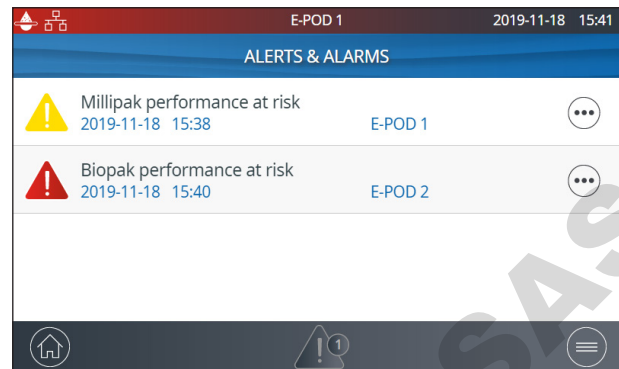 E-POD 1 2019-11-18 15:41
ALERTS & ALARMS
Millipak performance at risk
2019-11-18 15:38 E-POD 1
Biopak performance at risk
2019-11-18 15:40 E-POD 2
1
SAS